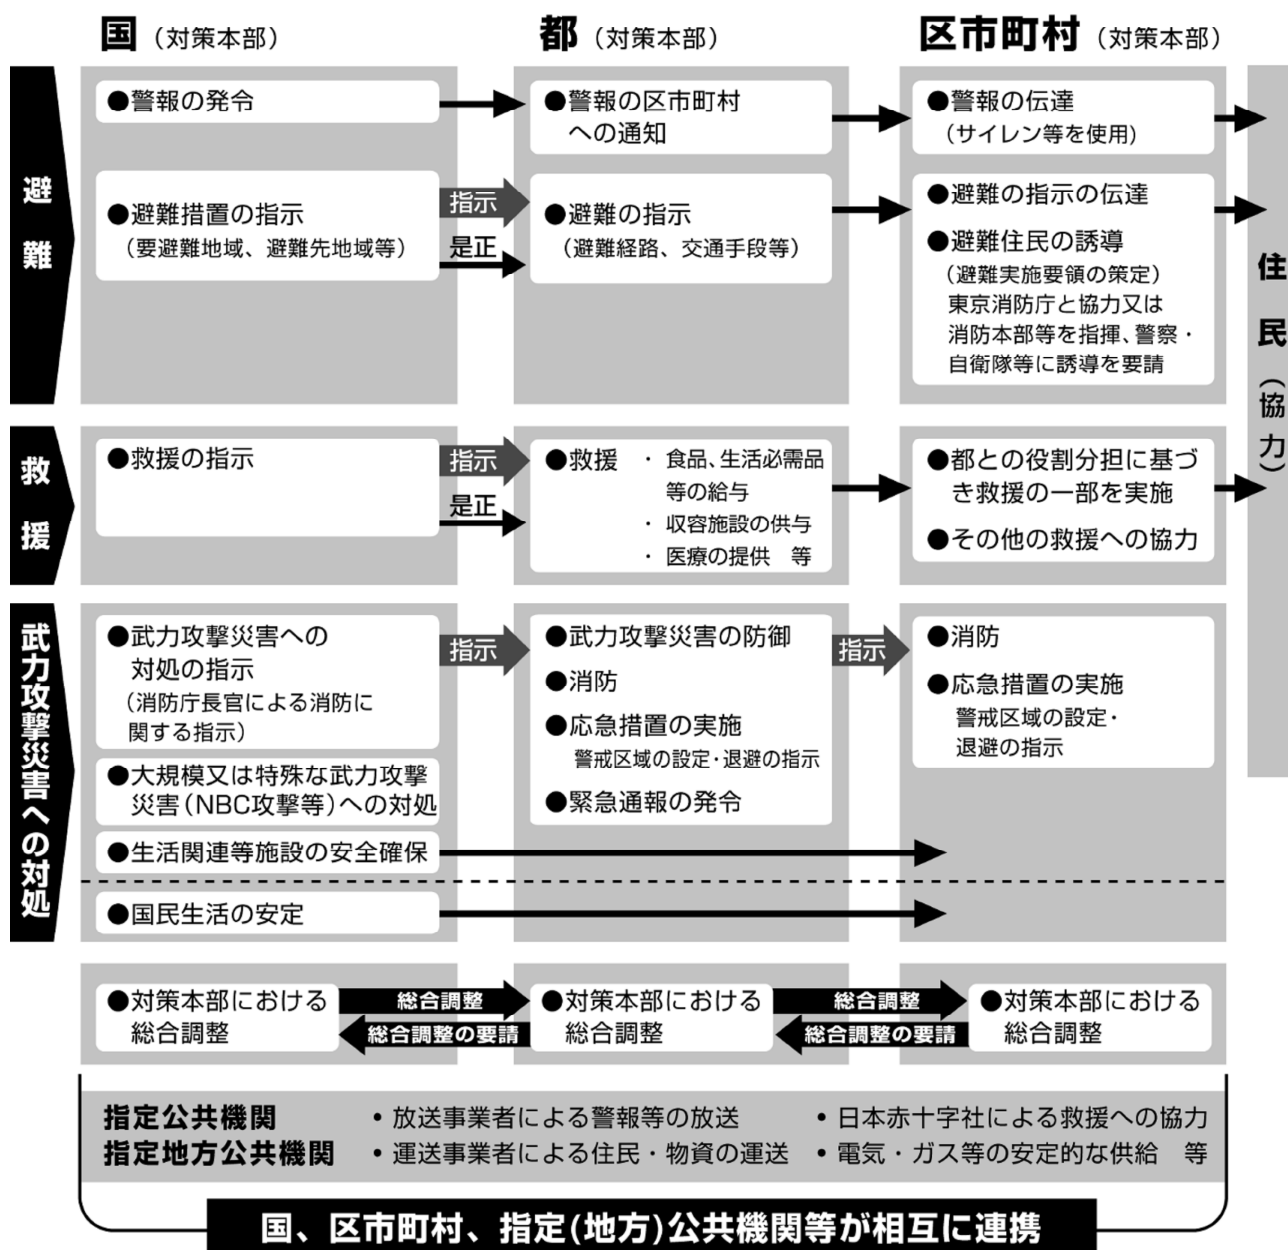 国（対策本部）
都（対策本部）
区市町村（対策本部）
避難
●警報の発令
●警報の区市町村
への通知
●警報の伝達
（サイレン等を使用）
●避難措置の指示
（要避難地域、避難先地域等）
指示
是正
●避難の指示
（避難経路、交通手段等）
●避難の指示の伝達
●避難住民の誘導
（避難実施要領の策定）
東京消防庁と協力又は
消防本部等を指揮、警察・
自衛隊等に誘導を要請
住民（協力）
救援
●救援の指示
指示
是正
●救援
・ 食品、生活必需品
等の給与
・ 収容施設の供与
・ 医療の提供　等
●都との役割分担に基づ
き救援の一部を実施
●その他の救援への協力
武力攻撃災害への対処
●武力攻撃災害への
対処の指示
（消防庁長官による消防に
関する指示）
指示
●武力攻撃災害の防御
●消防
●応急措置の実施
警戒区域の設定・退避の指示
●緊急通報の発令
指示
●消防
●応急措置の実施
警戒区域の設定・
退避の指示
●大規模又は特殊な武力攻撃
災害（NBC攻撃等）への対処
●生活関連等施設の安全確保
●国民生活の安定
●対策本部における
総合調整
総合調整
総合調整の要請
●対策本部における
総合調整
総合調整
総合調整の要請
●対策本部における
総合調整
指定公共機関
指定地方公共機関
・放送事業者による警報等の放送
・日本赤十字社による救援への協力
・運送事業者による住民・物資の運送
・電気・ガス等の安定的な供給　等
国、区市町村、指定(地方)公共機関等が相互に連携